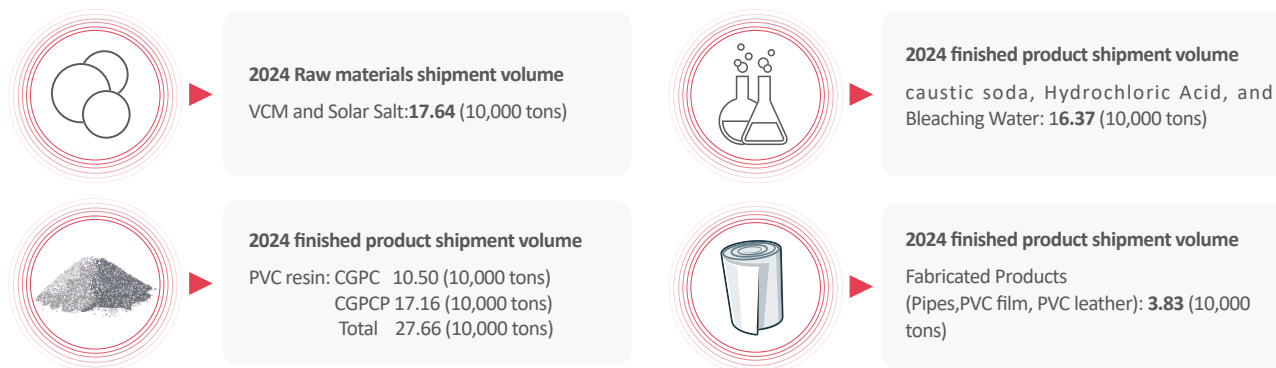 2024 Raw materials shipment volume
VCM and Solar Salt:17.64 (10,000 tons)
2024 finished product shipment volume
caustic soda, Hydrochloric Acid, and
Bleaching Water: 16.37 (10,000 tons)
2024 finished product shipment volume
PVC resin: CGPC 10.50 (10,000 tons)
CGPCP 17.16 (10,000 tons)
Total 27.66 (10,000 tons)
2024 finished product shipment volume
Fabricated Products
(Pipes,PVC film, PVC leather): 3.83 (10,000
tons)